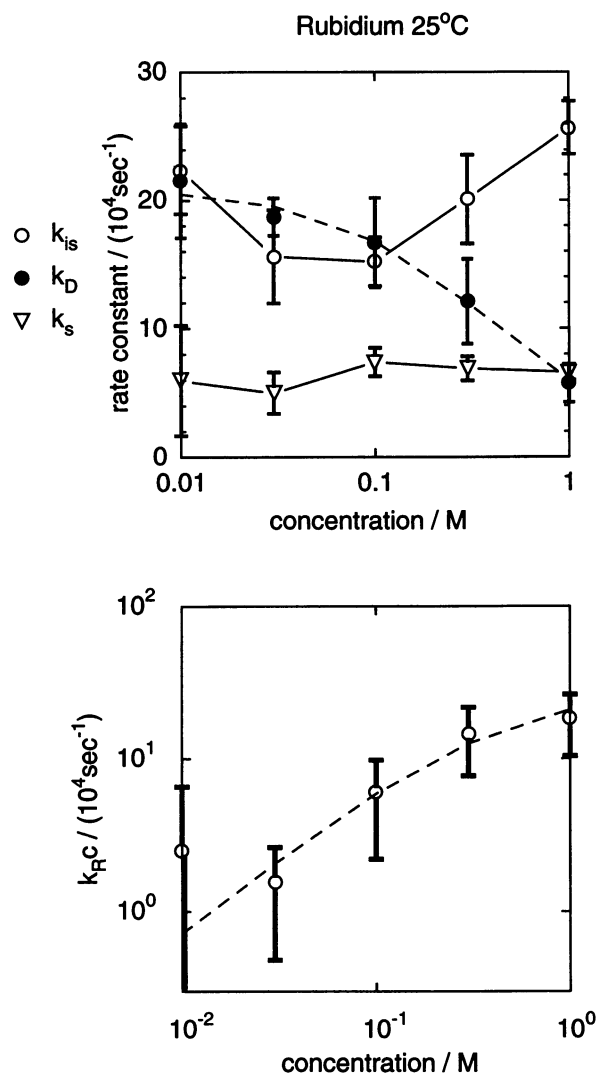 Rubidium 25°C
30
20
10
0
rate constant / (10⁴sec⁻¹)
k_is
k_D
k_s
0.01 0.1 1
concentration / M
10²
10¹
10⁰
k_Rc / (10⁴sec⁻¹)
10⁻² 10⁻¹ 10⁰
concentration / M